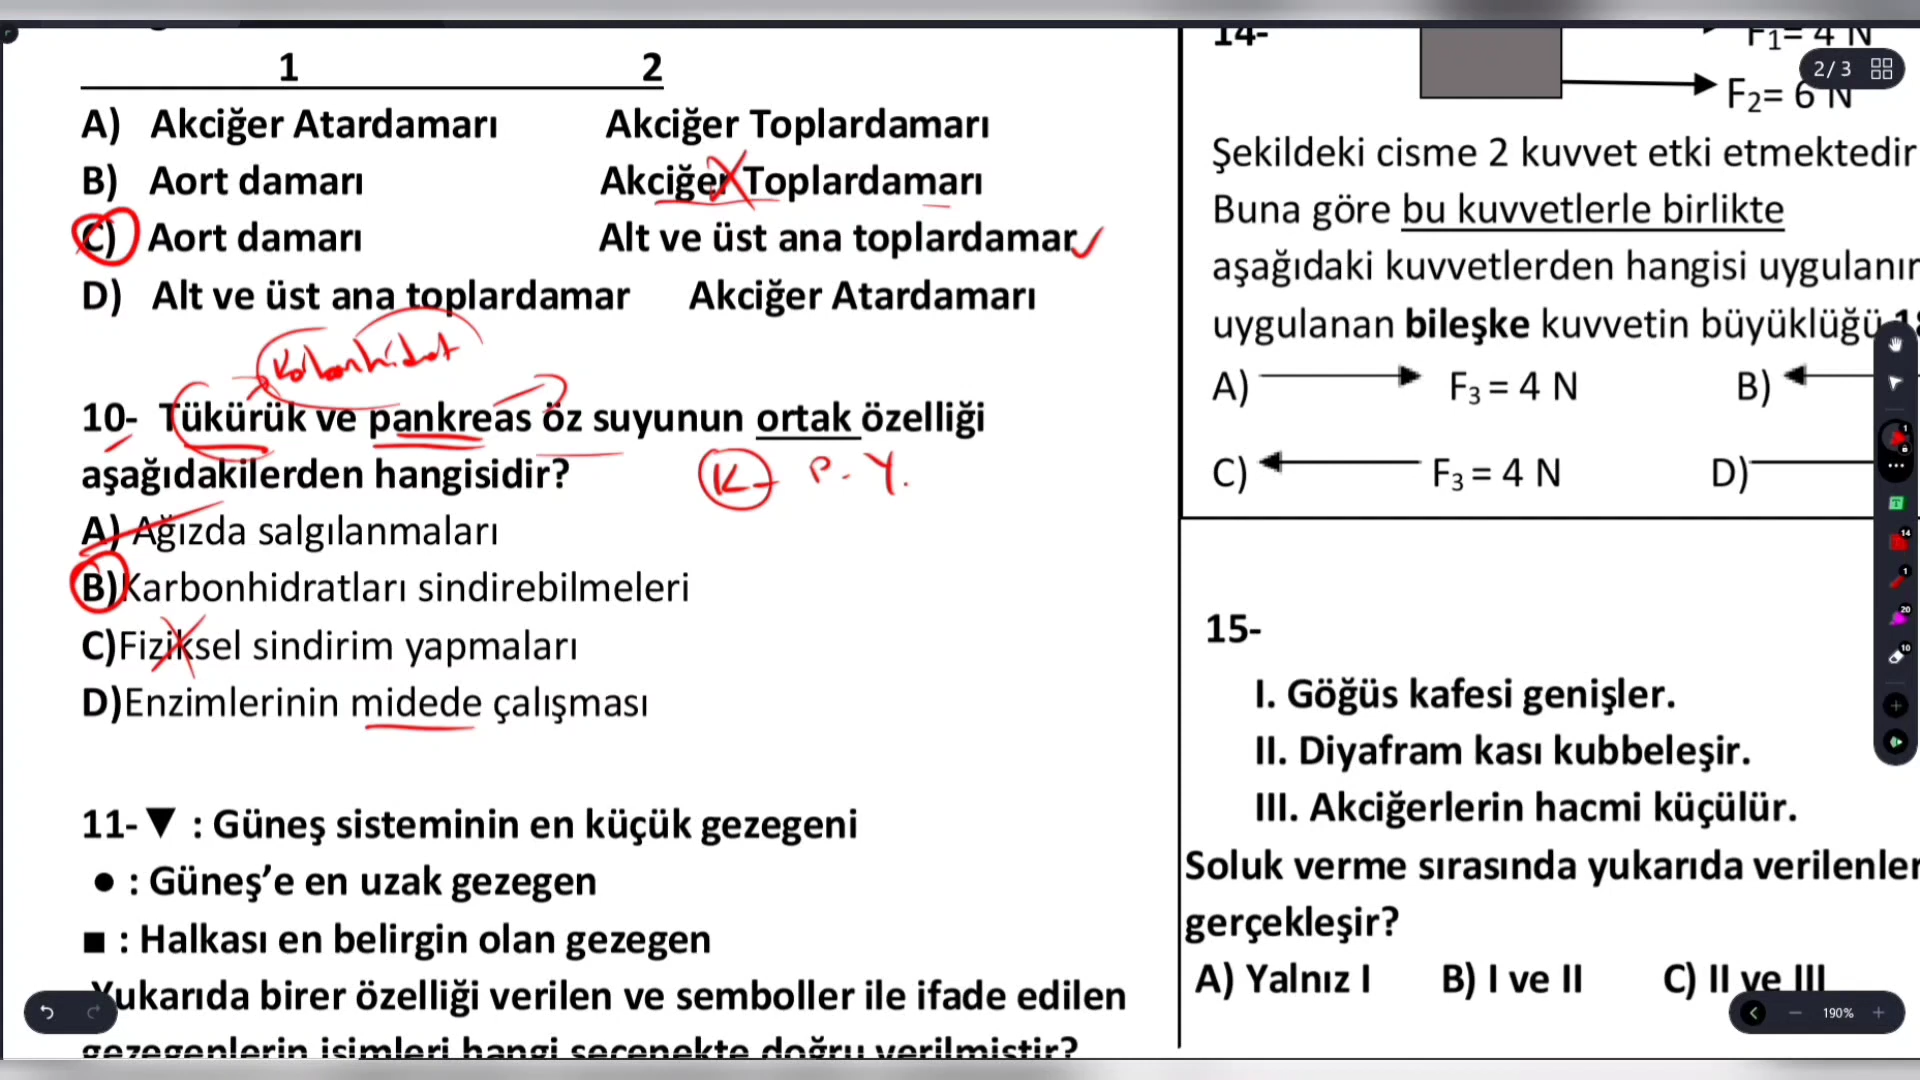 1 2
A) Akciğer Atardamarı Akciğer Toplardamarı
B) Aort damarı Akciğer Toplardamarı
C) Aort damarı Alt ve üst ana toplardamar
D) Alt ve üst ana toplardamar Akciğer Atardamarı
Karbonhidrat
10- Tükürük ve pankreas öz suyunun ortak özelliği
aşağıdakilerden hangisidir?
K P. Y.
A) Ağızda salgılanmaları
B)Karbonhidratları sindirebilmeleri
C)Fiziksel sindirim yapmaları
D)Enzimlerinin midede çalışması
11- ▼ : Güneş sisteminin en küçük gezegeni
● : Güneş’e en uzak gezegen
■ : Halkası en belirgin olan gezegen
Yukarıda birer özelliği verilen ve semboller ile ifade edilen
gezegenlerin isimleri hangi seçenekte doğru verilmiştir?
14-
F1= 4 N
F2= 6 N
Şekildeki cisme 2 kuvvet etki etmektedir
Buna göre bu kuvvetlerle birlikte
aşağıdaki kuvvetlerden hangisi uygulanır
uygulanan bileşke kuvvetin büyüklüğü
A) F3 = 4 N B)
C) F3 = 4 N D)
15-
I. Göğüs kafesi genişler.
II. Diyafram kası kubbeleşir.
III. Akciğerlerin hacmi küçülür.
Soluk verme sırasında yukarıda verilenler
gerçekleşir?
A) Yalnız I B) I ve II C) II ve III
2/3
190%